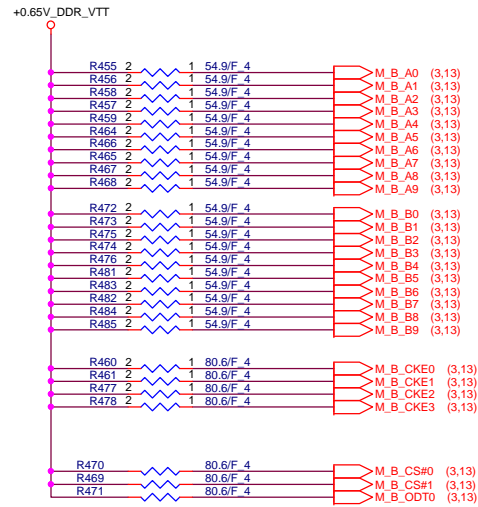 +0.65V_DDR_VTT
R455 2 1 54.9/F_4 M_B_A0 (3,13)
R456 2 1 54.9/F_4 M_B_A1 (3,13)
R458 2 1 54.9/F_4 M_B_A2 (3,13)
R457 2 1 54.9/F_4 M_B_A3 (3,13)
R459 2 1 54.9/F_4 M_B_A4 (3,13)
R464 2 1 54.9/F_4 M_B_A5 (3,13)
R466 2 1 54.9/F_4 M_B_A6 (3,13)
R465 2 1 54.9/F_4 M_B_A7 (3,13)
R467 2 1 54.9/F_4 M_B_A8 (3,13)
R468 2 1 54.9/F_4 M_B_A9 (3,13)
R472 2 1 54.9/F_4 M_B_B0 (3,13)
R473 2 1 54.9/F_4 M_B_B1 (3,13)
R475 2 1 54.9/F_4 M_B_B2 (3,13)
R474 2 1 54.9/F_4 M_B_B3 (3,13)
R476 2 1 54.9/F_4 M_B_B4 (3,13)
R481 2 1 54.9/F_4 M_B_B5 (3,13)
R483 2 1 54.9/F_4 M_B_B6 (3,13)
R482 2 1 54.9/F_4 M_B_B7 (3,13)
R484 2 1 54.9/F_4 M_B_B8 (3,13)
R485 2 1 54.9/F_4 M_B_B9 (3,13)
R460 2 1 80.6/F_4 M_B_CKE0 (3,13)
R461 2 1 80.6/F_4 M_B_CKE1 (3,13)
R477 2 1 80.6/F_4 M_B_CKE2 (3,13)
R478 2 1 80.6/F_4 M_B_CKE3 (3,13)
R470 80.6/F_4 M_B_CS#0 (3,13)
R469 80.6/F_4 M_B_CS#1 (3,13)
R471 80.6/F_4 M_B_ODT0 (3,13)